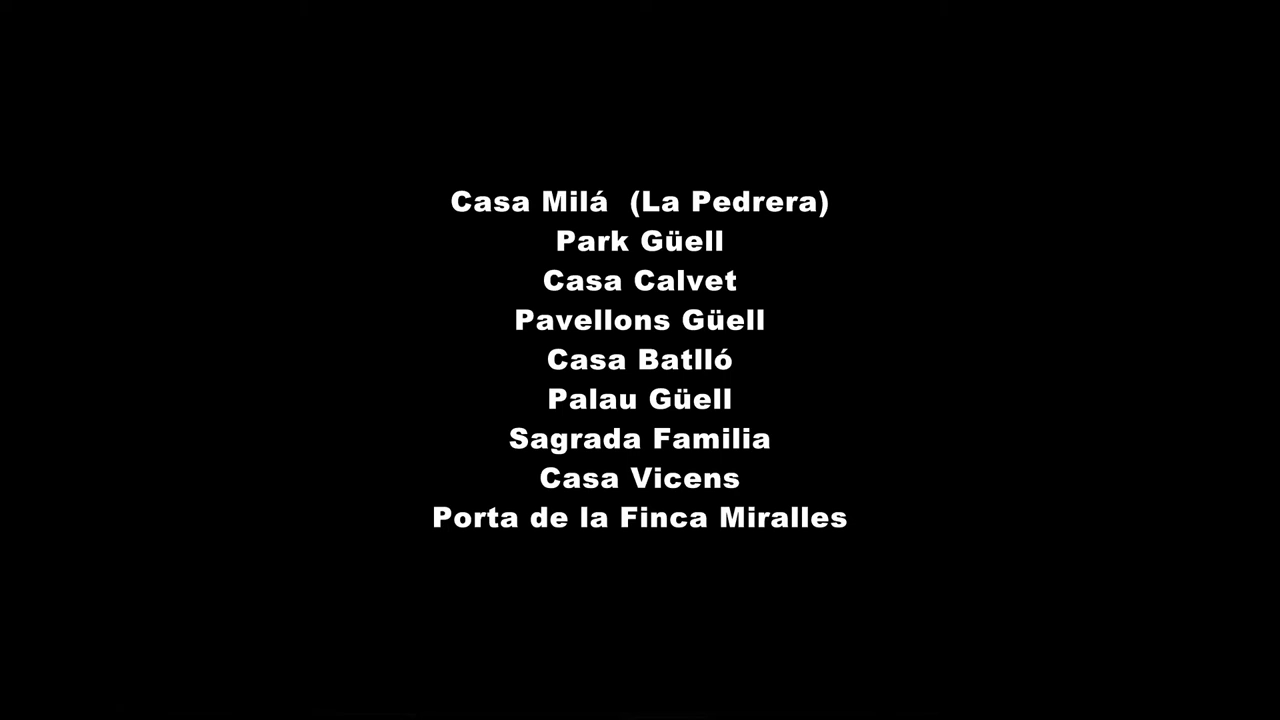 Casa Milá  (La Pedrera)
Park Güell
Casa Calvet
Pavellons Güell
Casa Batlló
Palau Güell
Sagrada Familia
Casa Vicens
Porta de la Finca Miralles